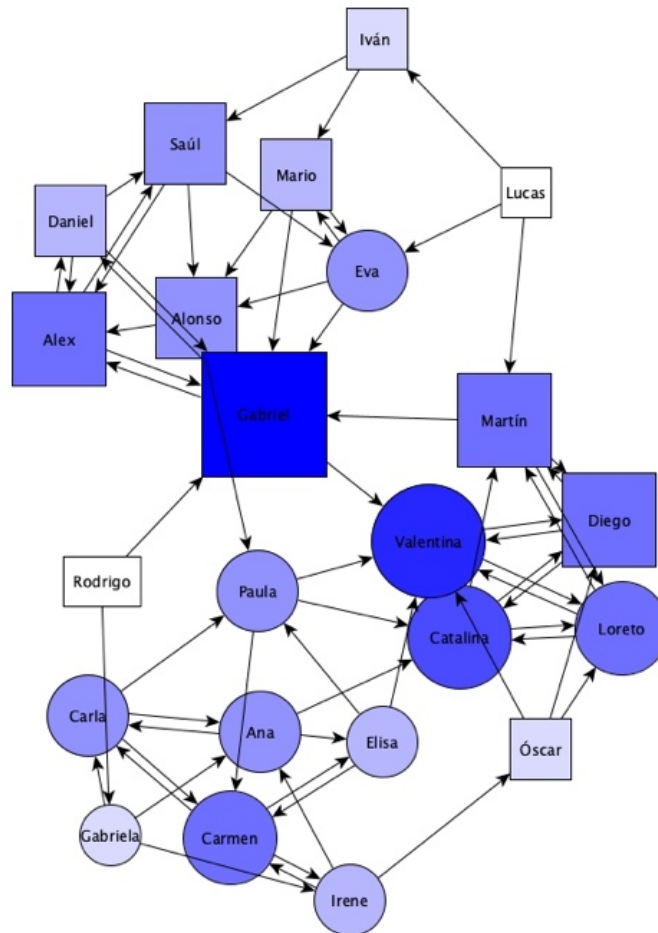 Iván
Saúl
Mario
Lucas
Daniel
Eva
Alonso
Alex
Gabriel
Martín
Diego
Valentina
Rodrigo
Paula
Catalina
Loreto
Carla
Ana
Elisa
Óscar
Gabriela
Carmen
Irene